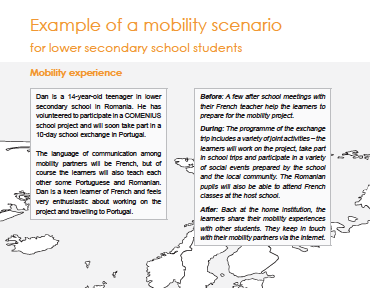 Example of a mobility scenario
for lower secondary school students
Mobility experience
Dan is a 14-year-old teenager in lower
secondary school in Romania. He has
volunteered to participate in a COMENIUS
school project and will soon take part in a
10-day school exchange in Portugal.
The language of communication among
mobility partners will be French, but of
course the learners will also teach each
other some Portuguese and Romanian.
Dan is a keen learner of French and feels
very enthusiastic about working on the
project and travelling to Portugal.
Before: A few after school meetings with
their French teacher help the learners to
prepare for the mobility project.
During: The programme of the exchange
trip includes a variety of joint activities – the
learners will work on the project, take part
in school trips and participate in a variety
of social events prepared by the school
and the local community. The Romanian
pupils will also be able to attend French
classes at the host school.
After: Back at the home institution, the
learners share their mobility experiences
with other students. They keep in touch
with their mobility partners via the Internet.